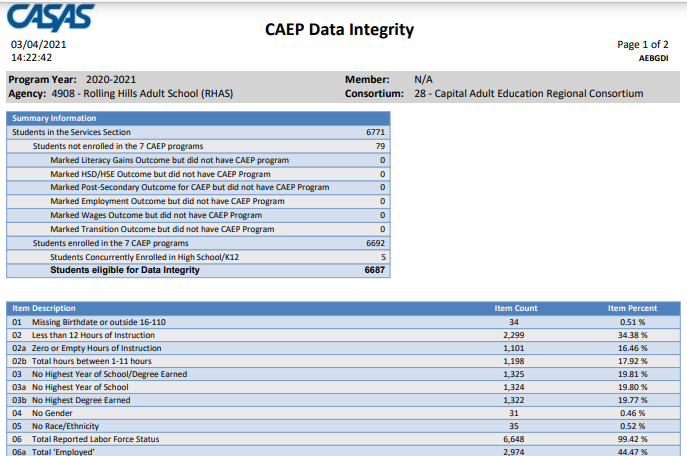 CASAS
03/04/2021
14:22:42
CAEP Data Integrity
Page 1 of 2
AEBGDI
Program Year: 2020-2021 Member: N/A
Agency: 4908 - Rolling Hills Adult School (RHAS) Consortium: 28 - Capital Adult Education Regional Consortium
Summary Information
Students in the Services Section 6771
Students not enrolled in the 7 CAEP programs 79
Marked Literacy Gains Outcome but did not have CAEP program 0
Marked HSD/HSE Outcome but did not have CAEP Program 0
Marked Post-Secondary Outcome for CAEP but did not have CAEP Program 0
Marked Employment Outcome but did not have CAEP Program 0
Marked Wages Outcome but did not have CAEP Program 0
Marked Transition Outcome but did not have CAEP Program 0
Students enrolled in the 7 CAEP programs 6692
Students Concurrently Enrolled in High School/K12 5
Students eligible for Data Integrity 6687
Item Description Item Count Item Percent
01 Missing Birthdate or outside 16-110 34 0.51 %
02 Less than 12 Hours of Instruction 2,299 34.38 %
02a Zero or Empty Hours of Instruction 1,101 16.46 %
02b Total hours between 1-11 hours 1,198 17.92 %
03 No Highest Year of School/Degree Earned 1,325 19.81 %
03a No Highest Year of School 1,324 19.80 %
03b No Highest Degree Earned 1,322 19.77 %
04 No Gender 31 0.46 %
05 No Race/Ethnicity 35 0.52 %
06 Total Reported Labor Force Status 6,648 99.42 %
06a Total 'Employed' 2,974 44.47 %